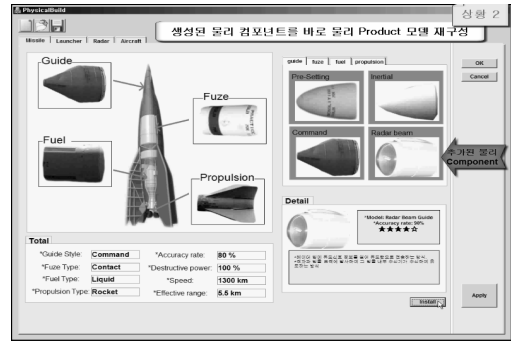 PhysicalBuild
상황 2
생성된 물리 컴포넌트를 바로 물리 Product 모델 재구성
Missile Launcher Radar Aircraft
Guide
Fuze
Fuel
Propulsion
guide fuze fuel propulsion
Pre-Setting
Inertial
Command
Radar beam
OK
Cancel
추가된 물리
Component
Detail
*Model: Radar Beam Guide
*Accuracy rate: 90%
★★★★☆
Total
*Guide Style: Command
*Accuracy rate: 80 %
*Fuze Type: Contact
*Destructive power: 100 %
*Fuel Type: Liquid
*Speed: 1300 km
*Propulsion Type: Rocket
*Effective range: 5.5 km
Install
Apply